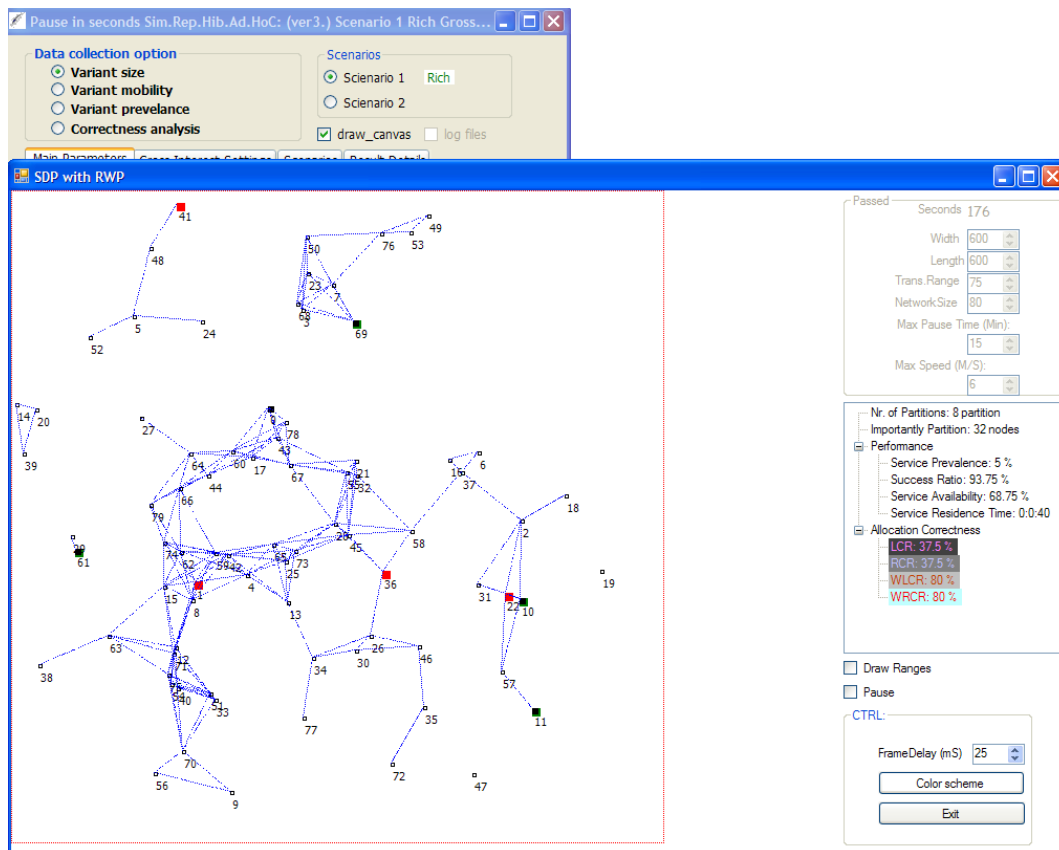 Pause in seconds Sim.Rep.Hib.Ad.HoC: (ver3.) Scenario 1 Rich Gross...
Data collection option
Variant size
Variant mobility
Variant prevelance
Correctness analysis
Scenarios
Scienario 1 Rich
Scienario 2
draw_canvas log files
Main Parameters Gross Interest Settings Scenarios Result Details
SDP with RWP
41
48
5
24
52
49
53
76
50
23
7
68
3
69
14
20
39
27
78
43
64
60
17
67
44
21
32
16
6
37
66
79
18
58
45
2
74
62
42
65
73
25
4
61
36
19
15
8
1
13
31
22
10
63
38
34
30
26
46
57
40
51
33
77
35
11
70
56
9
72
47
Passed
Seconds 176
Width 600
Length 600
Trans.Range 75
NetworkSize 80
Max Pause Time (Min):
15
Max Speed (M/S):
6
Nr. of Partitions: 8 partition
Importantly Partition: 32 nodes
Performance
Service Prevalence: 5 %
Success Ratio: 93.75 %
Service Availability: 68.75 %
Service Residence Time: 0:0:40
Allocation Correctness
LCR: 37.5 %
RCR: 37.5 %
WLCR: 80 %
WRCR: 80 %
Draw Ranges
Pause
CTRL:
FrameDelay (mS) 25
Color scheme
Exit